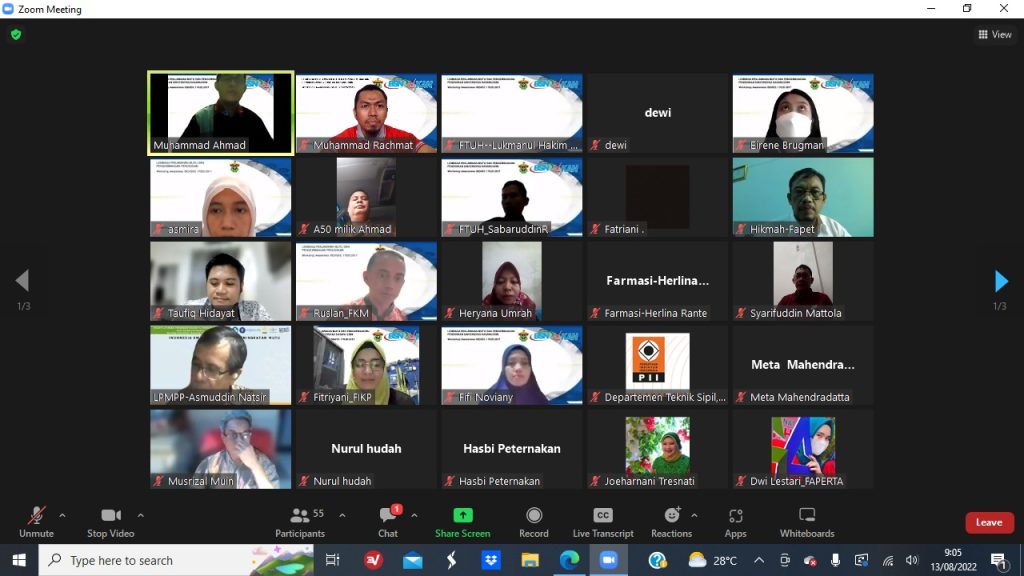 Zoom Meeting
View
Muhammad Ahmad
Muhammad Rachmat
FTUH--Lukmanul Hakim ...
dewi
dewi
Eirene Brugman
asmira
A50 milik Ahmad
FTUH_SabaruddinR
Fatriani .
Hikmah-Fapet
Taufiq Hidayat
Ruslan_FKM
Heryana Umrah
Farmasi-Herlina...
Farmasi-Herlina Rante
Syarifuddin Mattola
1/3
1/3
LPMPP-Asmuddin Natsir
Fitriyani_FIKP
Fifi Noviany
PII
Departemen Teknik Sipil,...
Meta Mahendra...
Meta Mahendradatta
Musrizal Muin
Nurul hudah
Nurul hudah
Hasbi Peternakan
Hasbi Peternakan
Joeharnani Tresnati
Dwi Lestari_FAPERTA
Unmute
Stop Video
55
Participants
1
Chat
Share Screen
Record
CC
Live Transcript
Reactions
Apps
Whiteboards
Leave
Type here to search
28°C
9:05
13/08/2022
1